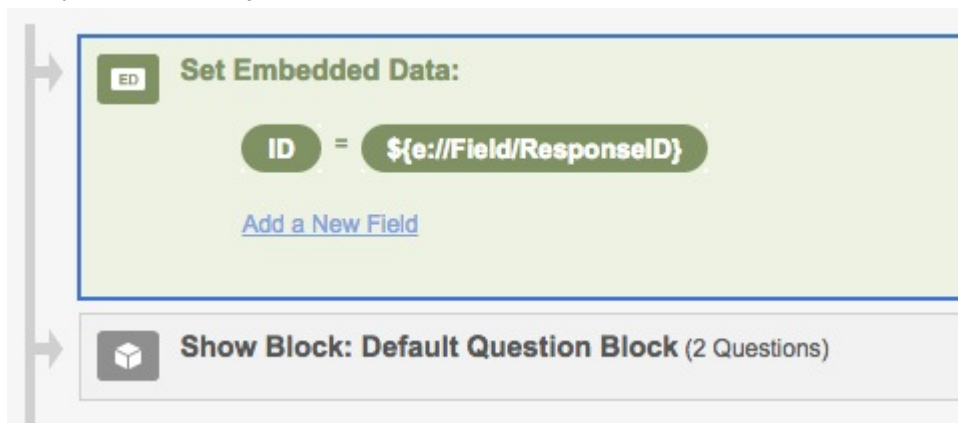 ED Set Embedded Data:
ID = ${e://Field/ResponseID}
Add a New Field
Show Block: Default Question Block (2 Questions)